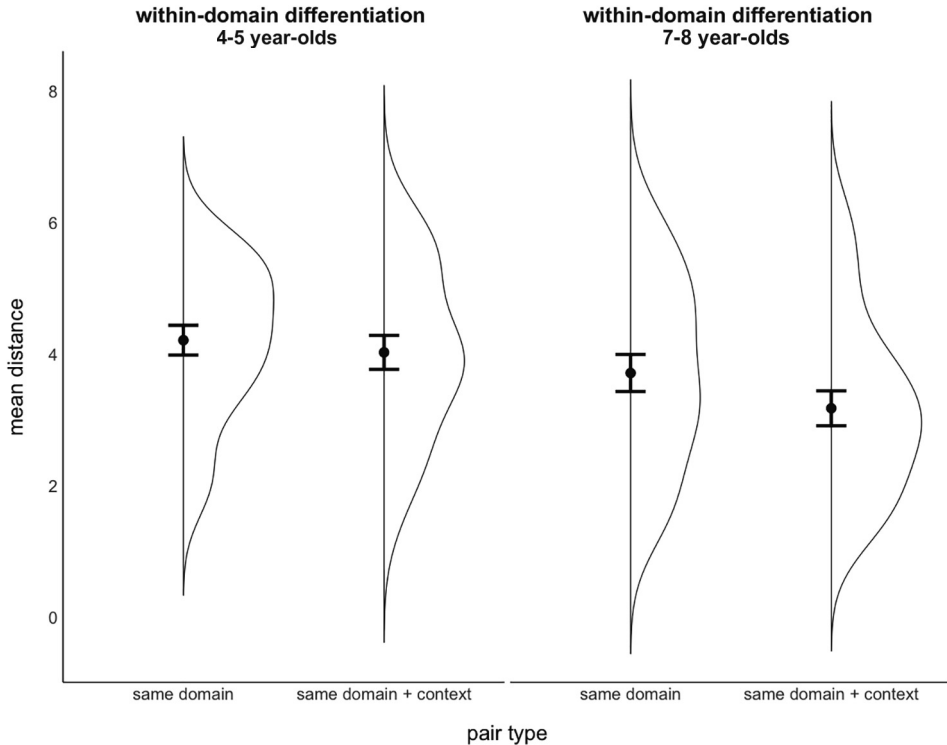 within-domain differentiation
4-5 year-olds
within-domain differentiation
7-8 year-olds
mean distance
8
6
4
2
0
same domain
same domain + context
same domain
same domain + context
pair type